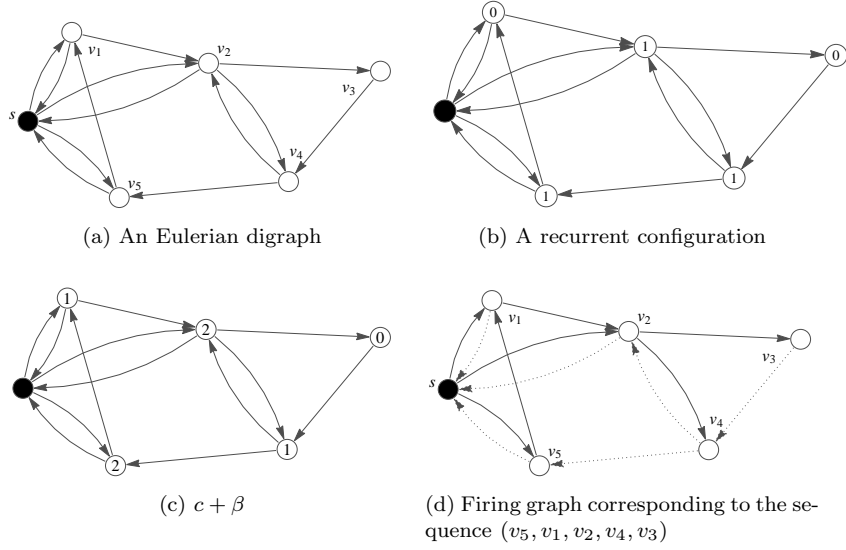 v1
v2
s
v3
v4
v5
(a) An Eulerian digraph
0
1
0
1
1
(b) A recurrent configuration
1
2
0
1
2
(c) c + β
v1
v2
s
v3
v4
v5
(d) Firing graph corresponding to the se-
quence (v5, v1, v2, v4, v3)